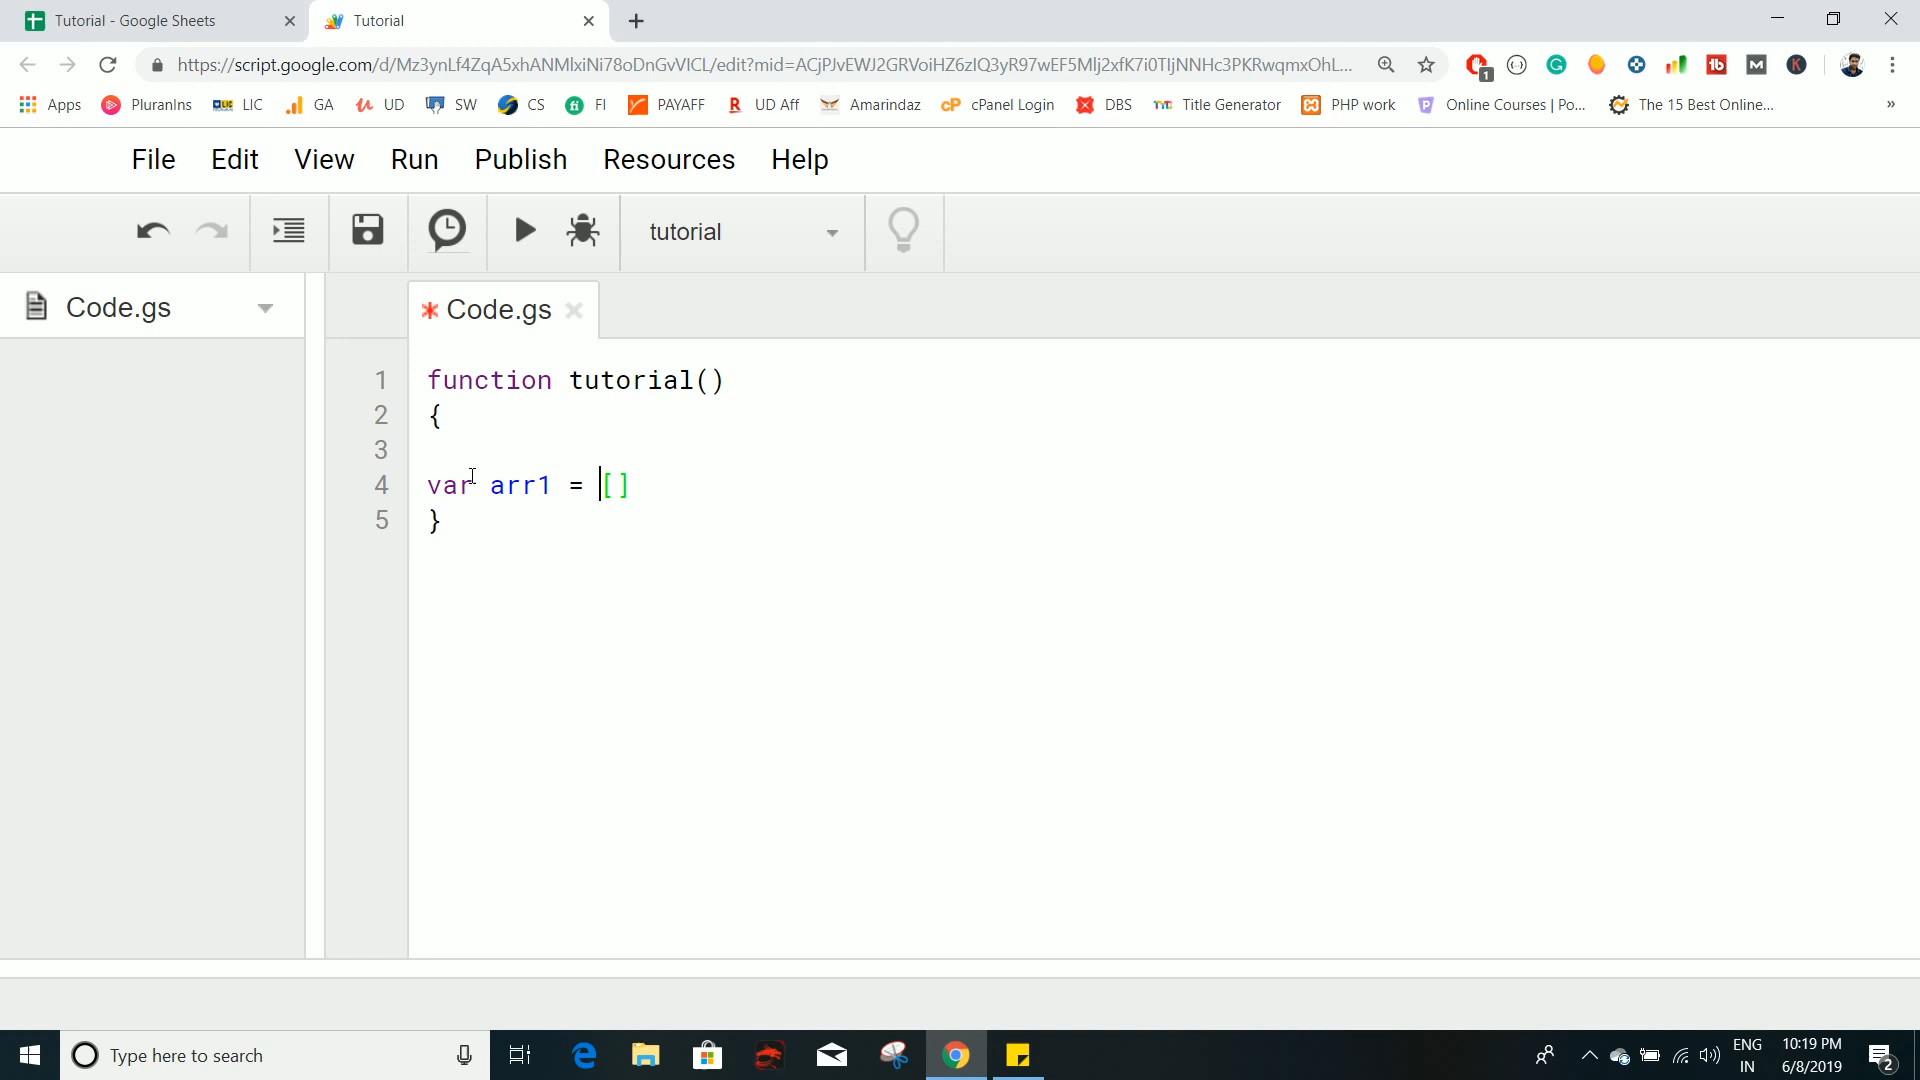 Tutorial - Google Sheets
Tutorial
https://script.google.com/d/Mz3ynLf4ZqA5xhANMlxiNi78oDnGvVICL/edit?mid=ACjPJvEWJ2GRVoiHZ6zIQ3yR97wEF5Mlj2xfK7i0TIjNNHc3PKRwqmxOhL...
1
tb
M
K
Apps
PluranIns
LIC
GA
UD
SW
CS
FI
PAYAFF
UD Aff
Amarindaz
cPanel Login
DBS
Title Generator
PHP work
Online Courses | Po...
The 15 Best Online...
»
File Edit View Run Publish Resources Help
tutorial
Code.gs
* Code.gs
1 function tutorial()
2 {
3
4 var arr1 = []
5 }
Type here to search
ENG
IN
10:19 PM
6/8/2019
2